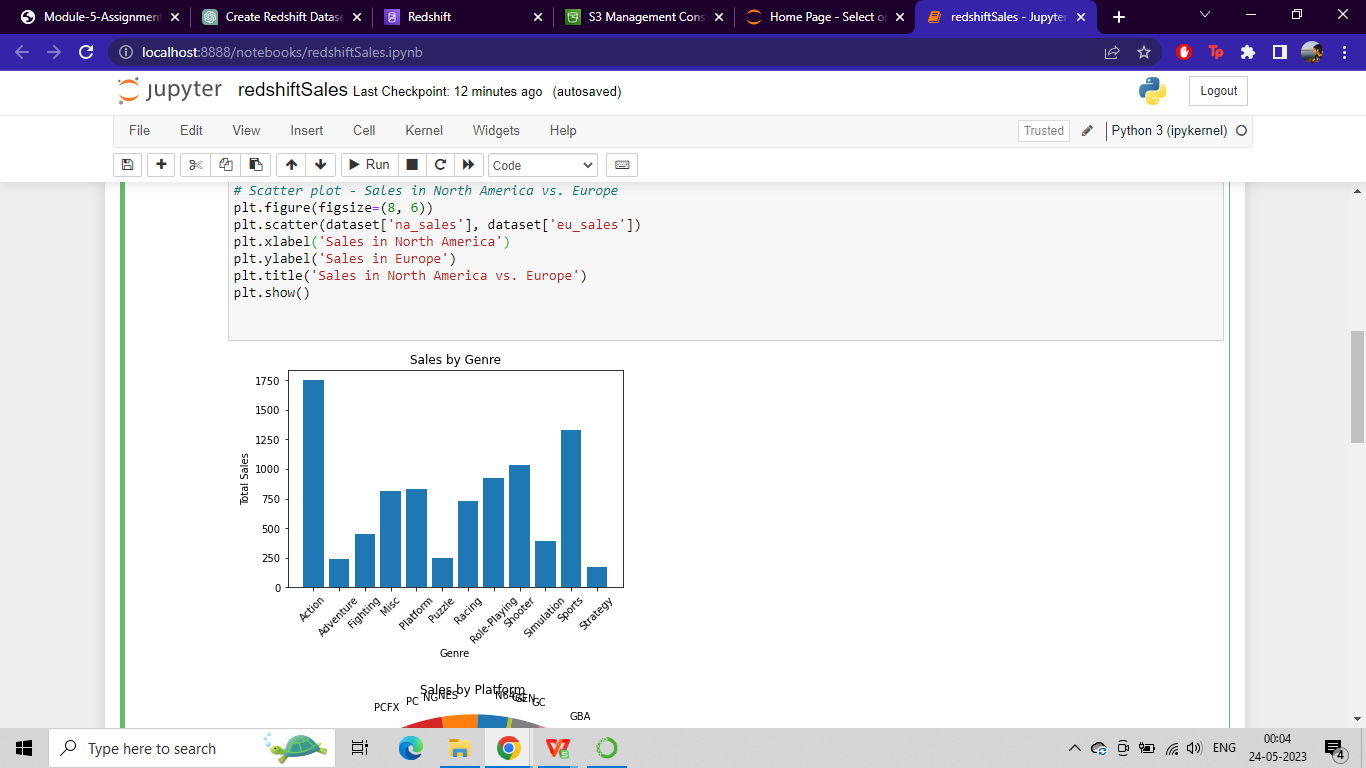 Module-5-Assignment
Create Redshift Datase
Redshift
S3 Management Cons
Home Page - Select or
redshiftSales - Jupyter
localhost:8888/notebooks/redshiftSales.ipynb
jupyter redshiftSales Last Checkpoint: 12 minutes ago (autosaved)
Logout
File Edit View Insert Cell Kernel Widgets Help
Trusted
Python 3 (ipykernel)
Run
Code
# Scatter plot - Sales in North America vs. Europe
plt.figure(figsize=(8, 6))
plt.scatter(dataset['na_sales'], dataset['eu_sales'])
plt.xlabel('Sales in North America')
plt.ylabel('Sales in Europe')
plt.title('Sales in North America vs. Europe')
plt.show()
Sales by Genre
1750
1500
1250
1000
750
500
250
0
Total Sales
Action
Adventure
Fighting
Misc
Platform
Puzzle
Racing
Role-Playing
Shooter
Simulation
Sports
Strategy
Genre
Sales by Platform
PCFX
PC
NG
NES
N64
GEN
GC
GBA
Type here to search
ENG
00:04
24-05-2023
4